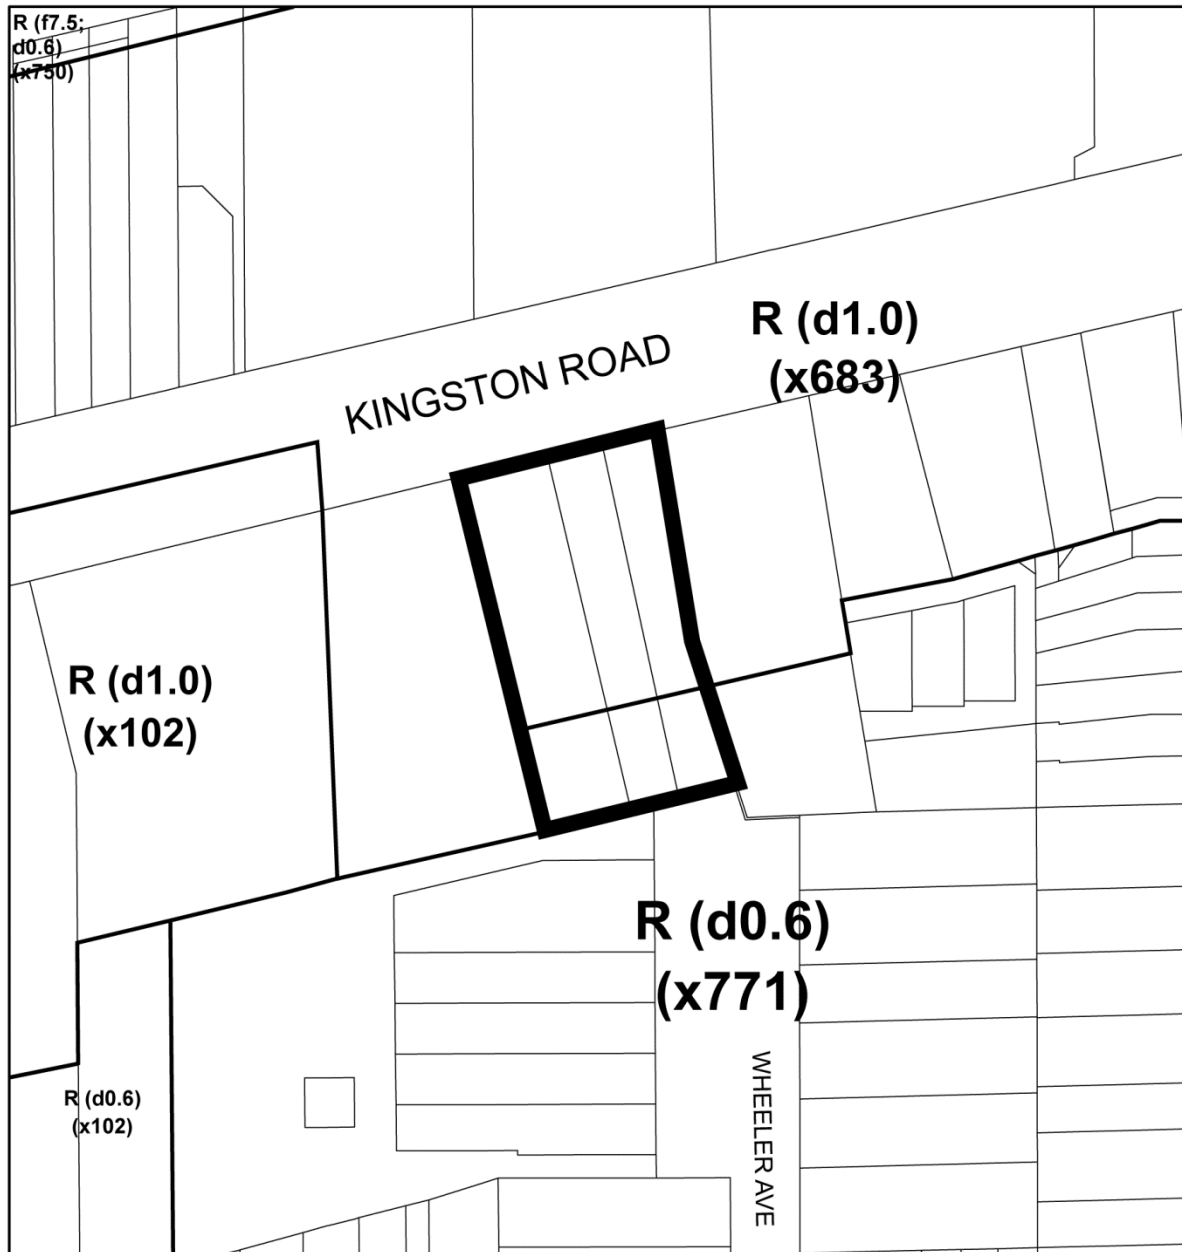 R (f7.5;
d0.6)
(x750)
R (d1.0)
(x683)
KINGSTON ROAD
R (d1.0)
(x102)
R (d0.6)
(x771)
WHEELER AVE
R (d0.6)
(x102)